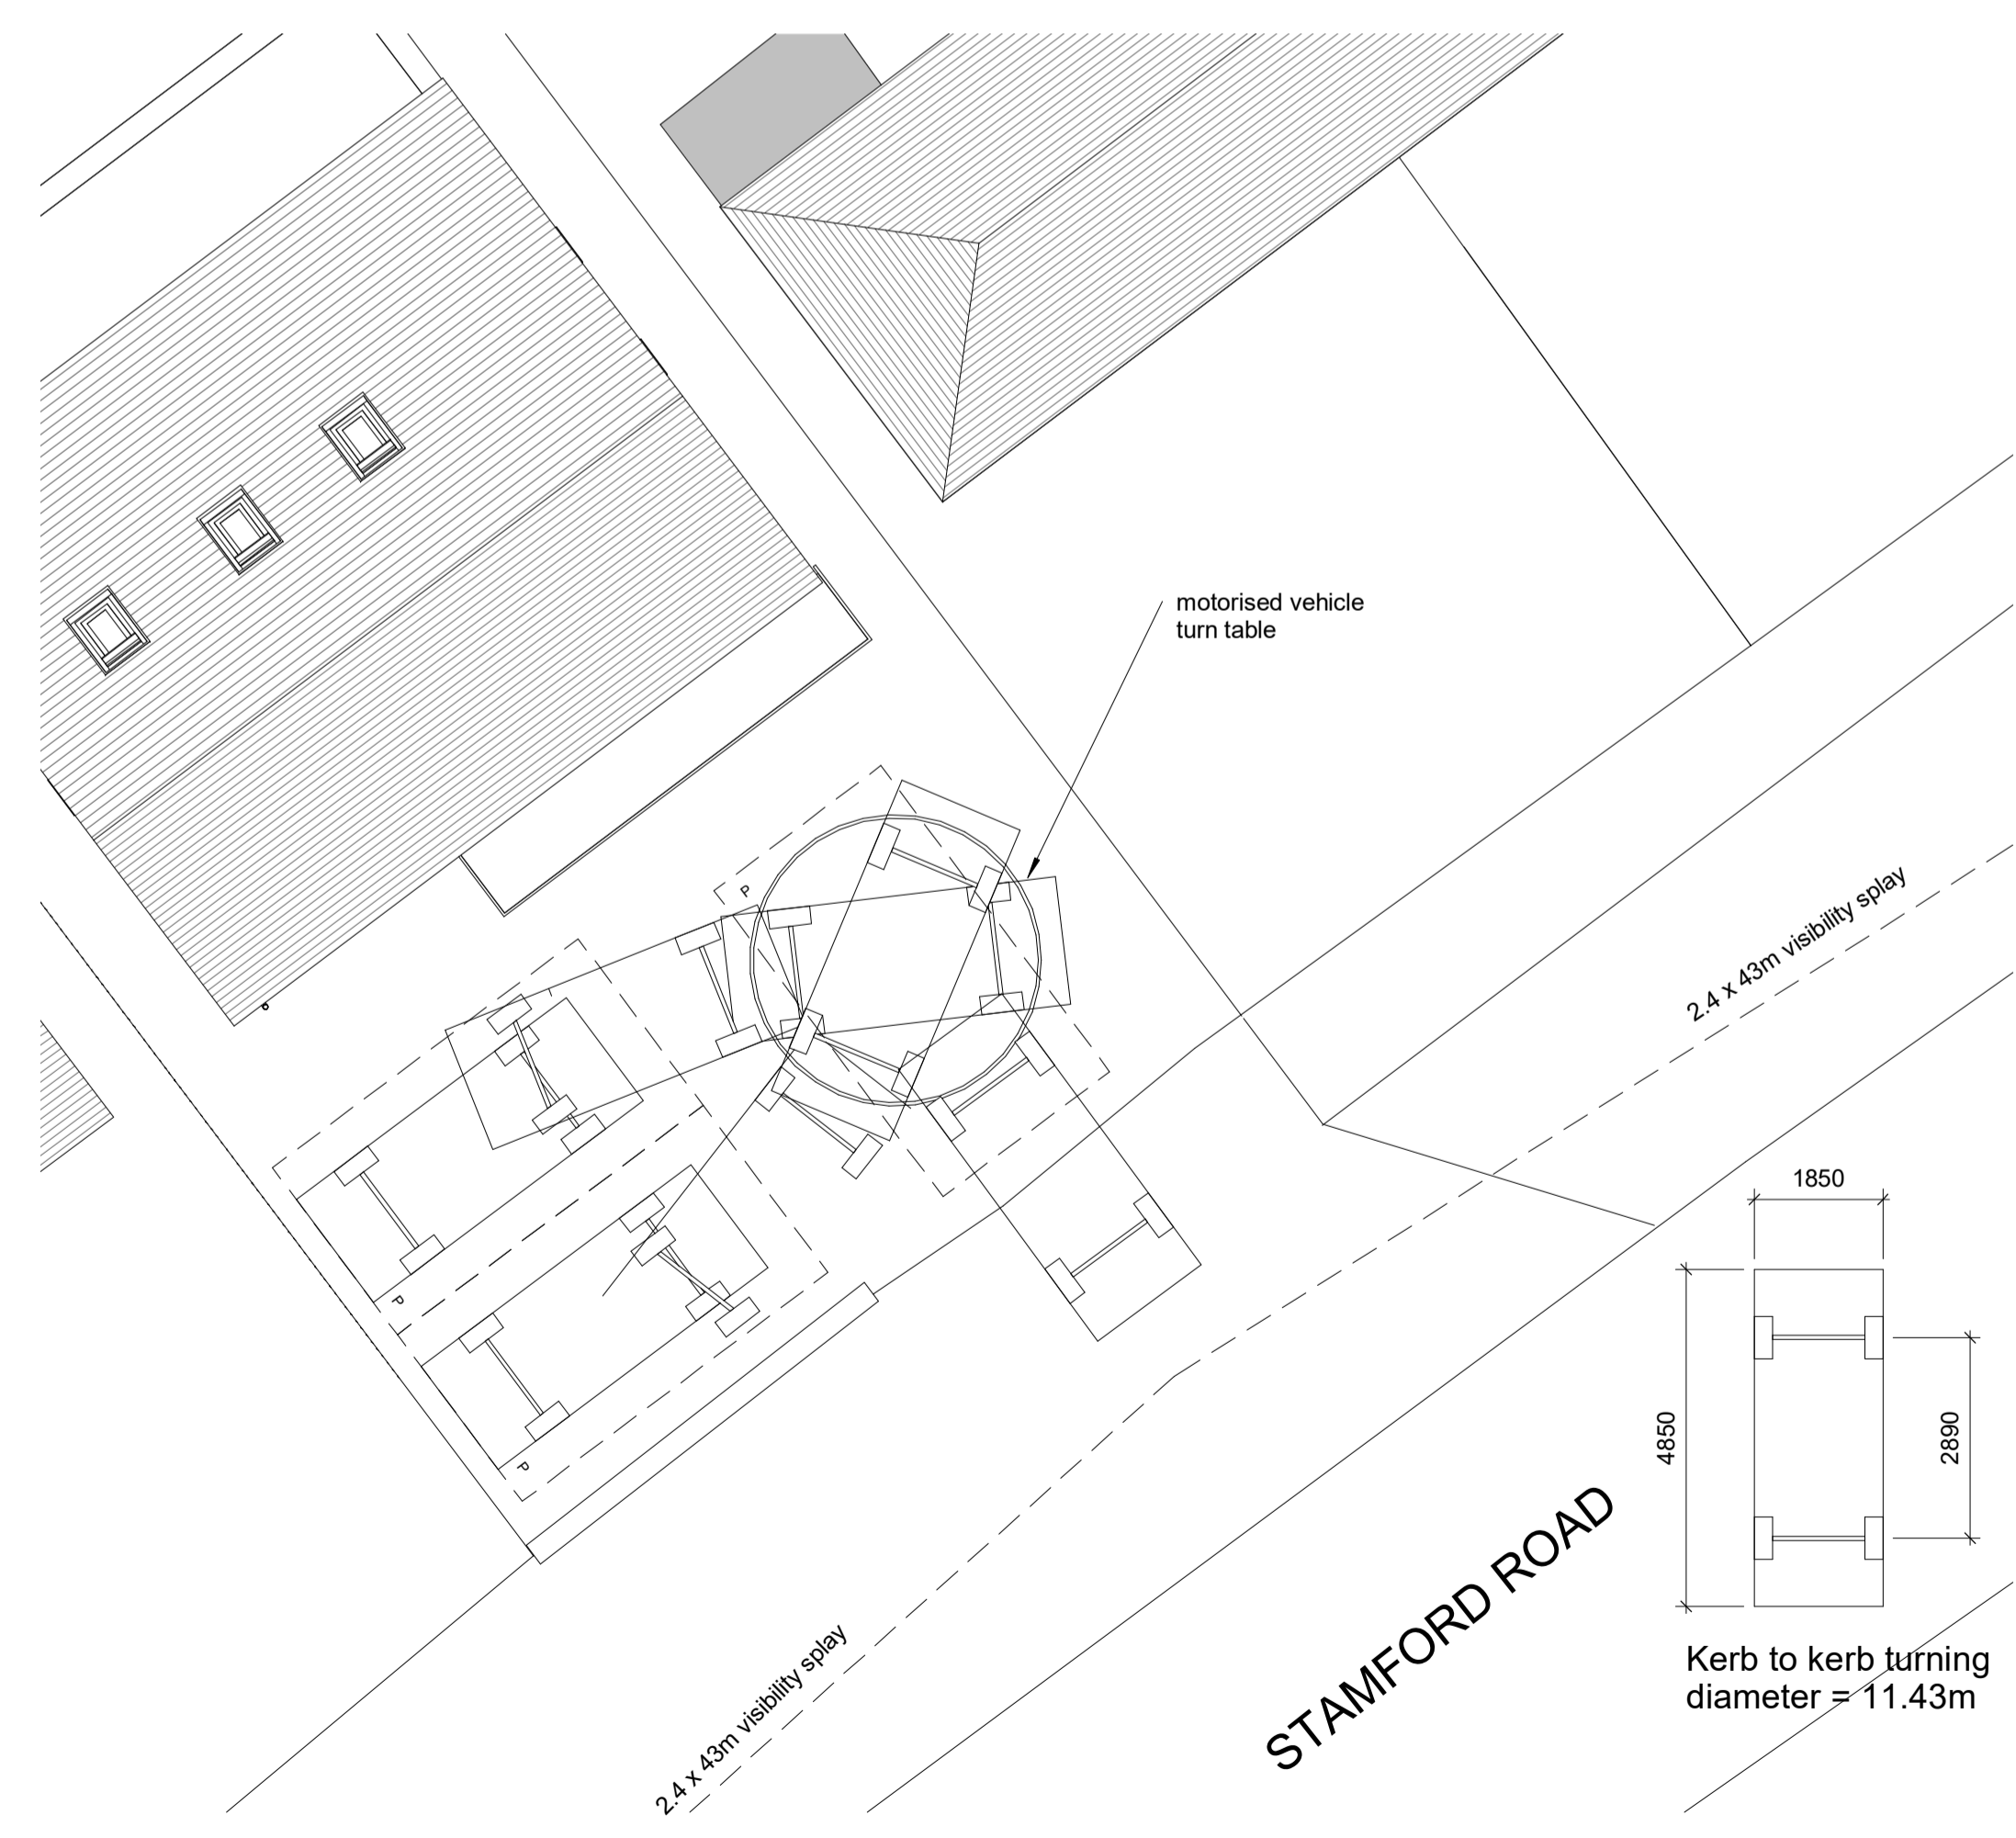 motorised vehicle
turn table
2.4 x 43m visibility splay
P
P
P
P
1850
4850
2890
STAMFORD ROAD
Kerb to kerb turning
diameter = 11.43m
2.4 x 43m visibility splay